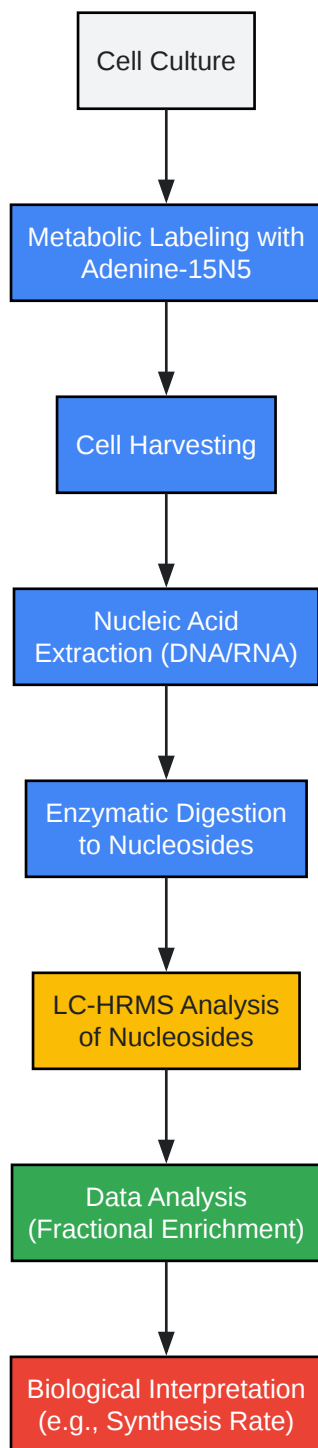 Cell Culture
Metabolic Labeling with
Adenine-15N5
Cell Harvesting
Nucleic Acid
Extraction (DNA/RNA)
Enzymatic Digestion
to Nucleosides
LC-HRMS Analysis
of Nucleosides
Data Analysis
(Fractional Enrichment)
Biological Interpretation
(e.g., Synthesis Rate)